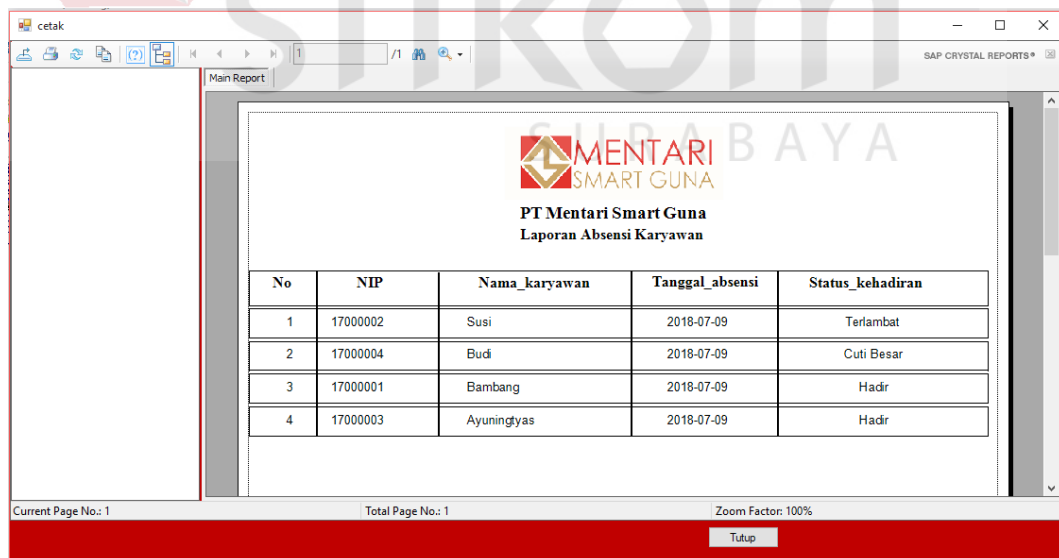 cetak
1 /1 SAP CRYSTAL REPORTS®
Main Report
stikom
SURABAYA
MENTARI
SMART GUNA
PT Mentari Smart Guna
Laporan Absensi Karyawan
No NIP Nama_karyawan Tanggal_absensi Status_kehadiran
1 17000002 Susi 2018-07-09 Terlambat
2 17000004 Budi 2018-07-09 Cuti Besar
3 17000001 Bambang 2018-07-09 Hadir
4 17000003 Ayuningtyas 2018-07-09 Hadir
Current Page No.: 1 Total Page No.: 1 Zoom Factor: 100%
Tutup